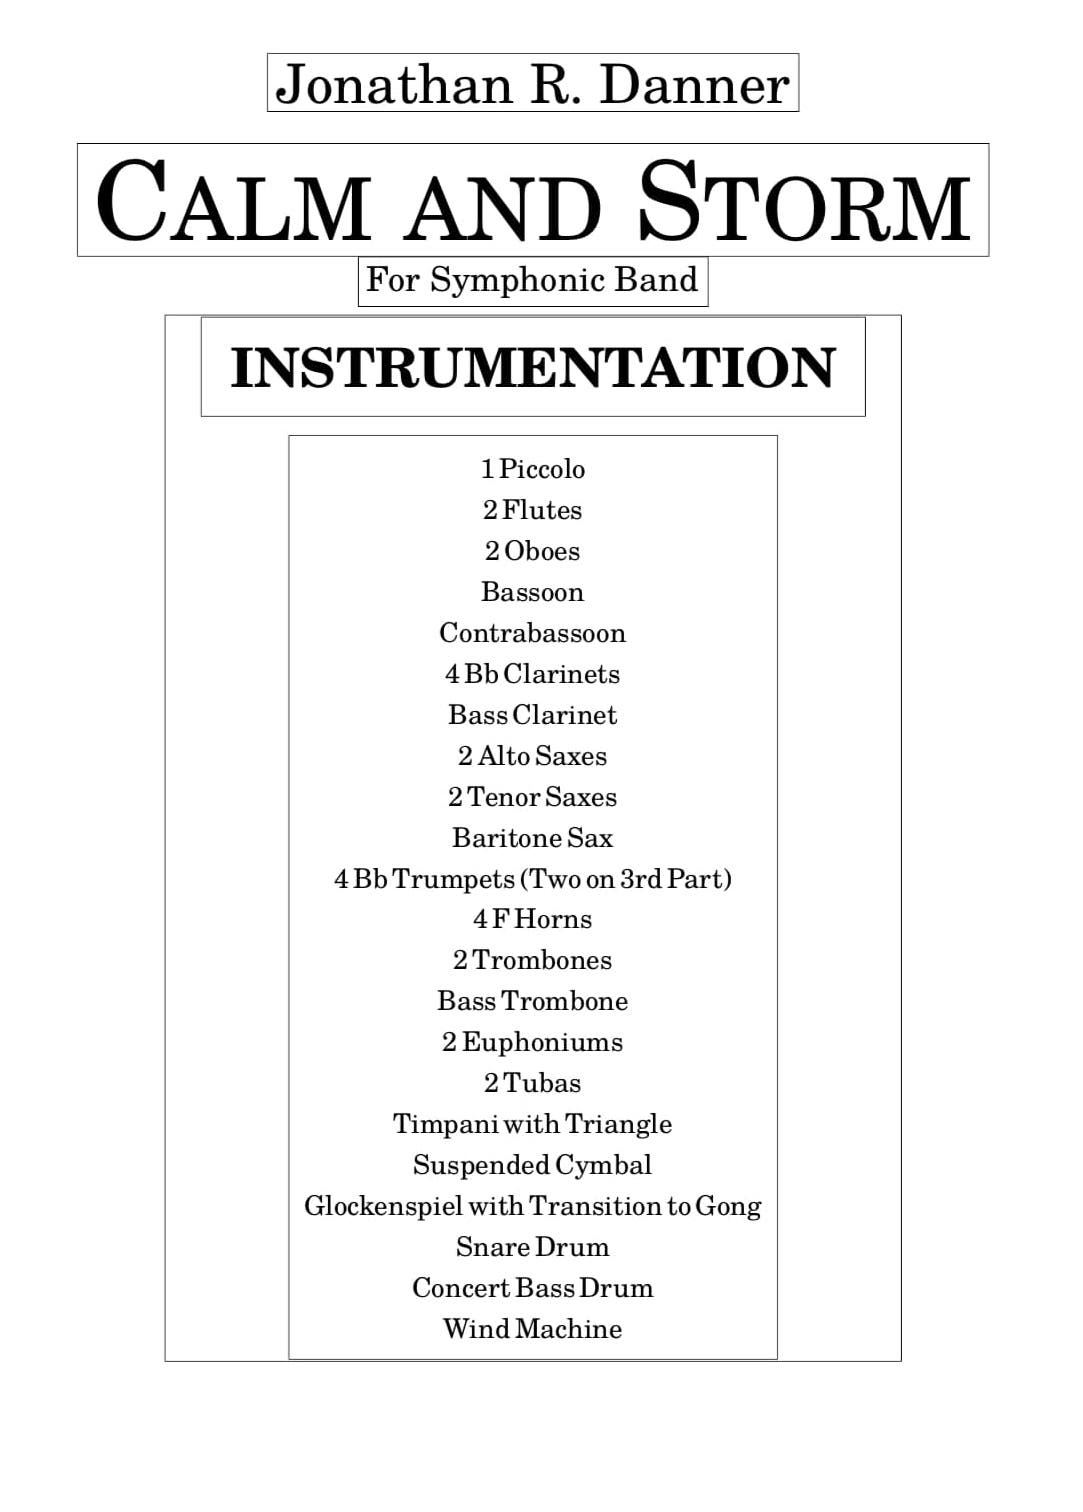 Jonathan R. Danner
CALM AND STORM
For Symphonic Band
INSTRUMENTATION
1 Piccolo
2 Flutes
2 Oboes
Bassoon
Contrabassoon
4 Bb Clarinets
Bass Clarinet
2 Alto Saxes
2 Tenor Saxes
Baritone Sax
4 Bb Trumpets (Two on 3rd Part)
4 F Horns
2 Trombones
Bass Trombone
2 Euphoniums
2 Tubas
Timpani with Triangle
Suspended Cymbal
Glockenspiel with Transition to Gong
Snare Drum
Concert Bass Drum
Wind Machine